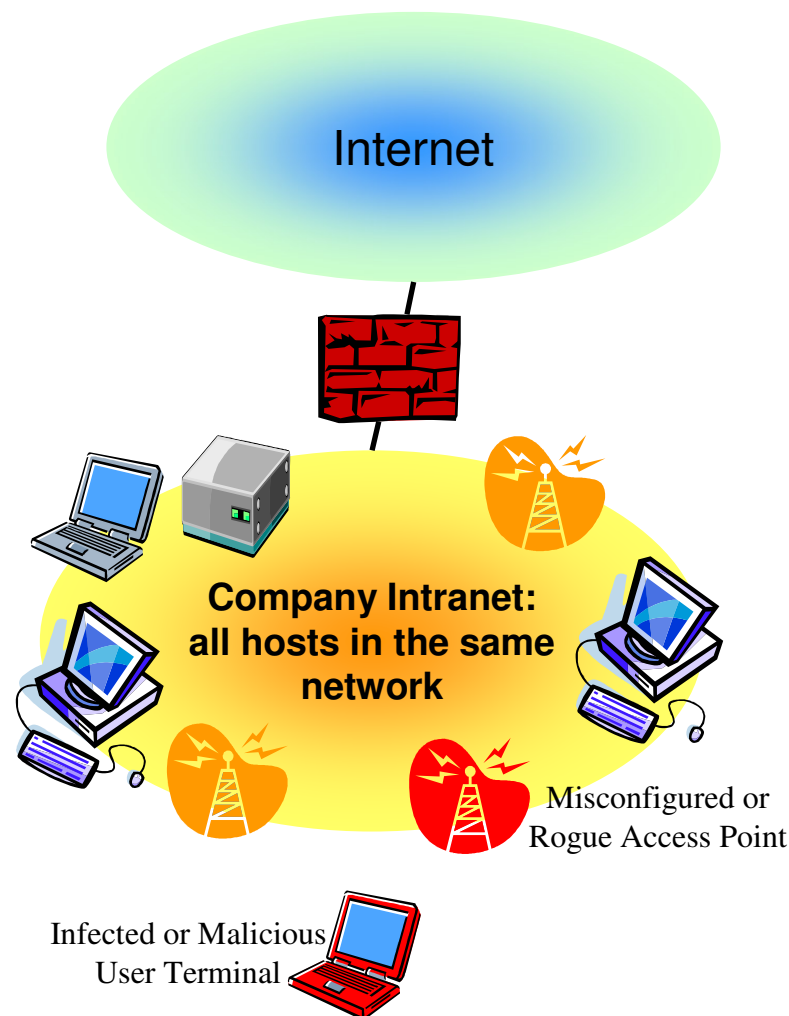 Internet
Company Intranet:
all hosts in the same
network
Misconfigured or
Rogue Access Point
Infected or Malicious
User Terminal